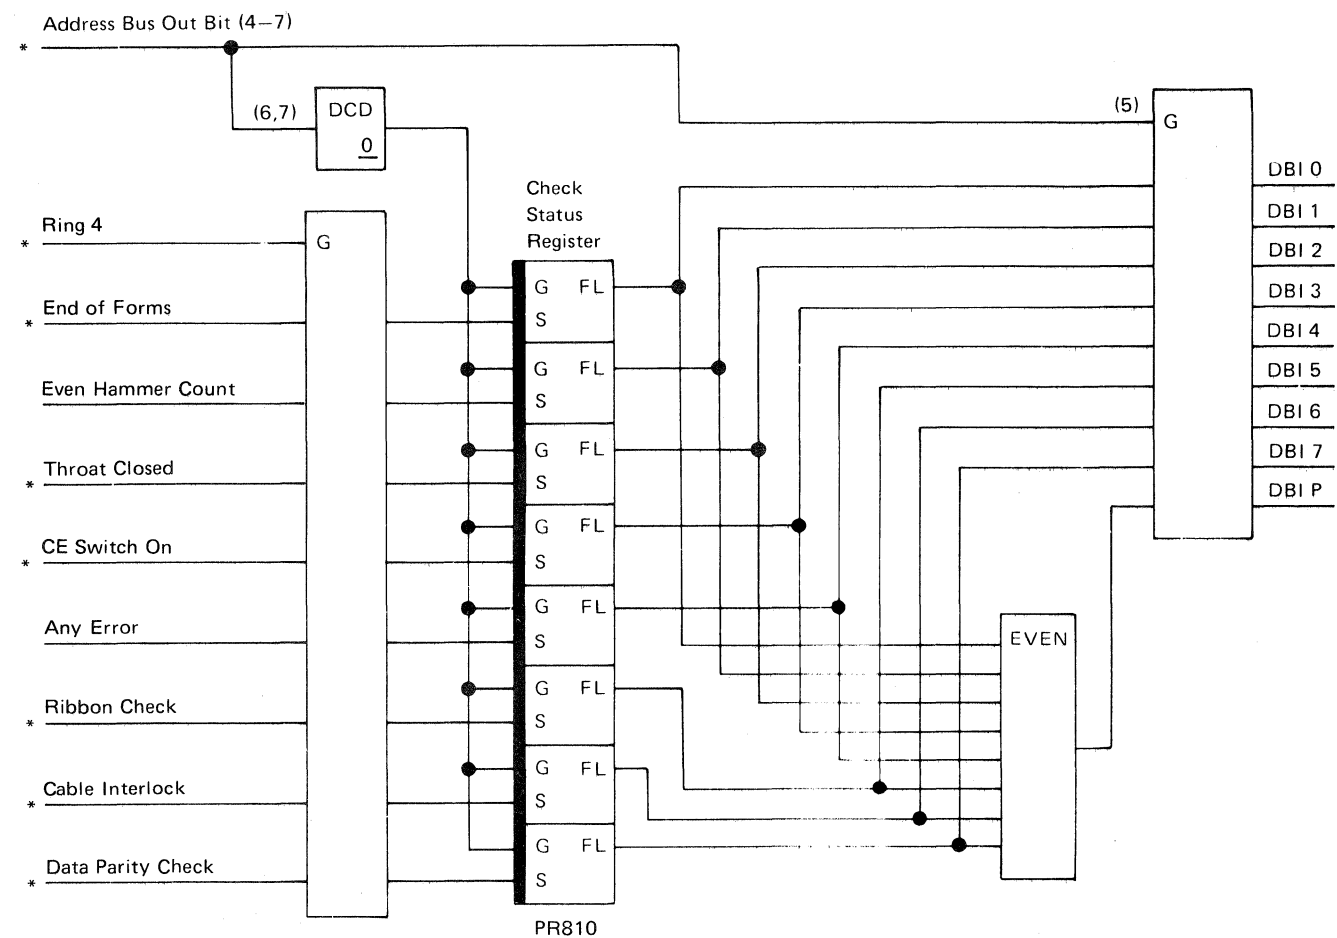 Address Bus Out Bit (4–7)
*
(6,7)
DCD
0
(5)
G
Check
Status
Register
Ring 4
*
G
End of Forms
*
Even Hammer Count
Throat Closed
*
CE Switch On
*
Any Error
Ribbon Check
*
Cable Interlock
*
Data Parity Check
*
G FL
S
G FL
S
G FL
S
G FL
S
G FL
S
G FL
S
G FL
S
G FL
S
PR810
EVEN
DBI 0
DBI 1
DBI 2
DBI 3
DBI 4
DBI 5
DBI 6
DBI 7
DBI P